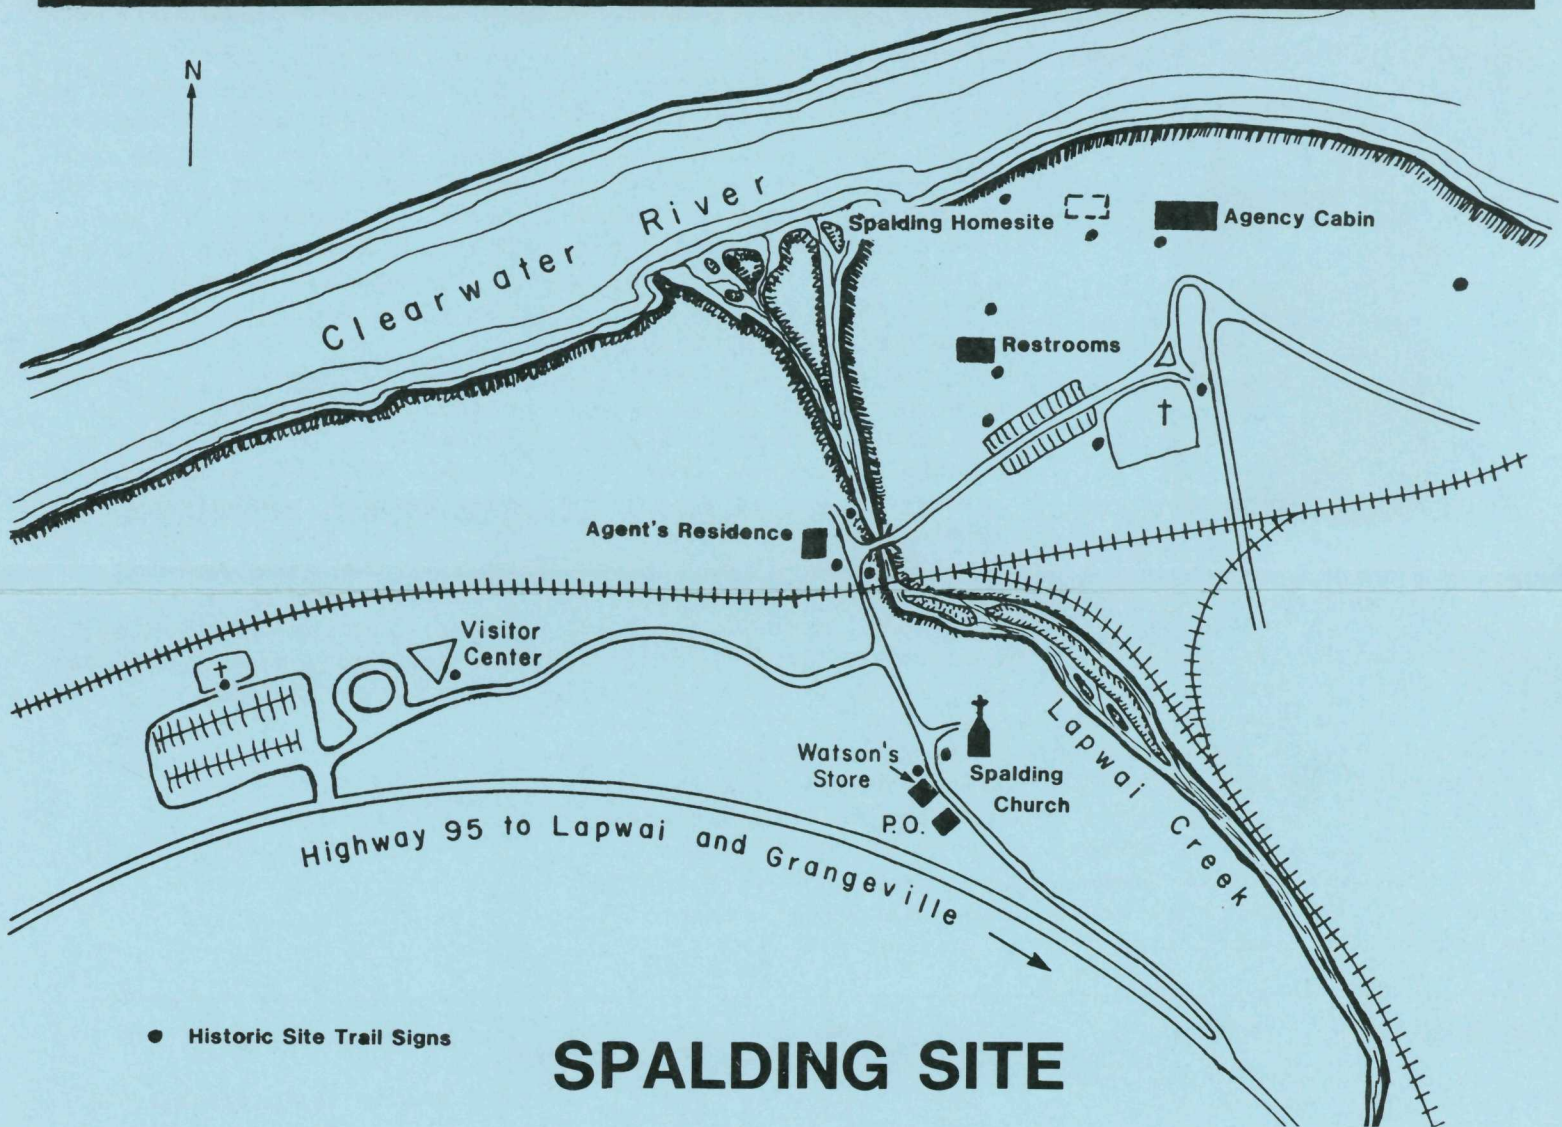 N
Clearwater River
Spalding Homesite
Agency Cabin
Restrooms
Agent's Residence
Visitor
Center
Watson's
Store
Spalding
Church
P.O.
Lapwai Creek
Highway 95 to Lapwai and Grangeville
Historic Site Trail Signs
SPALDING SITE